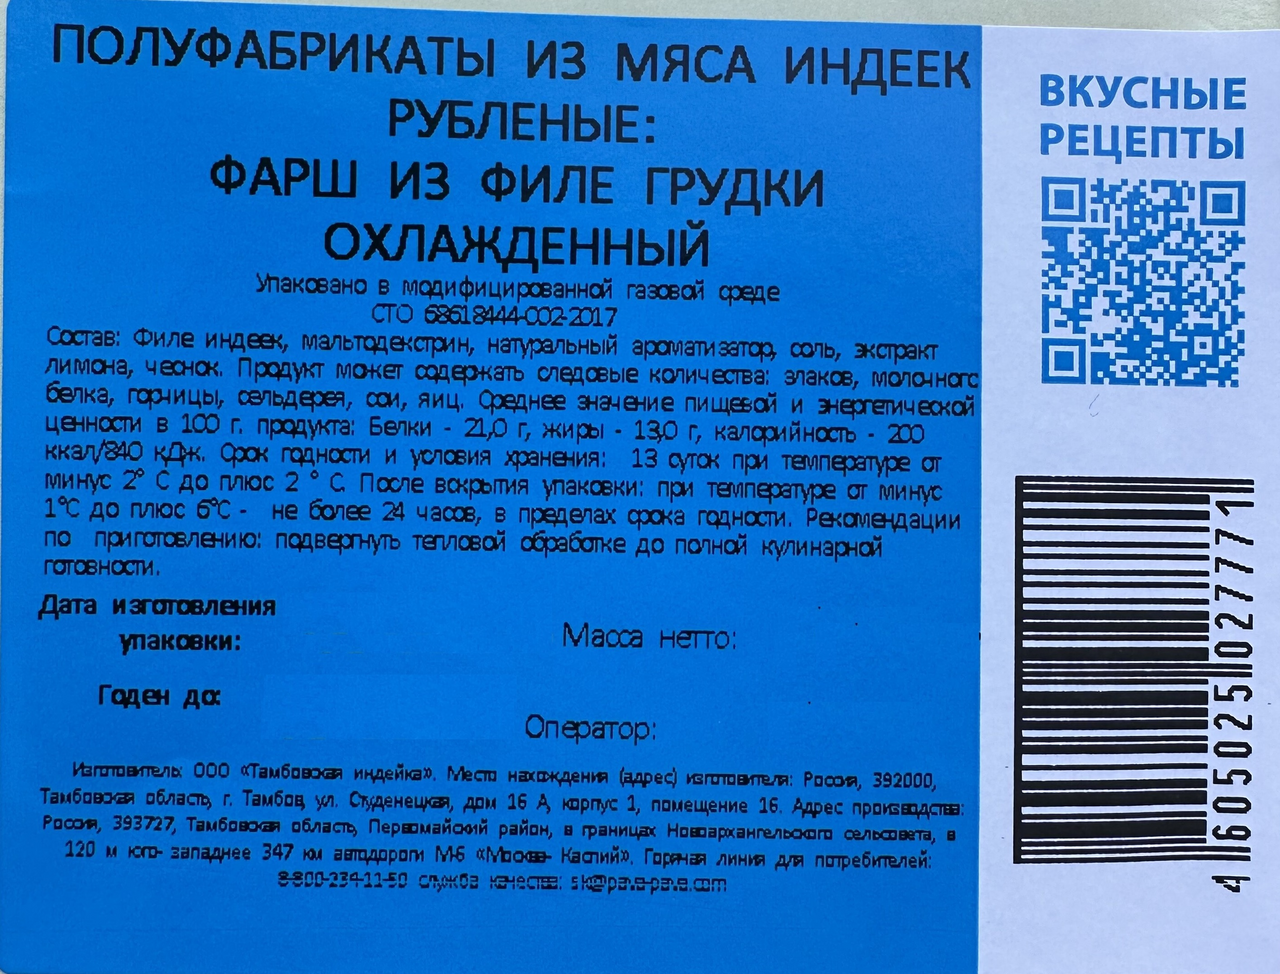 ПОЛУФАБРИКАТЫ ИЗ МЯСА ИНДЕЕК
РУБЛЕНЫЕ:
ФАРШ ИЗ ФИЛЕ ГРУДКИ
ОХЛАЖДЕННЫЙ
Упаковано в модифицированной газовой среде
СТО 68618444-002-2017
Состав: Филе индеек, мальтодекстрин, натуральный ароматизатор, соль, экстракт
лимона, чеснок. Продукт может содержать следовые количества: злаков, молочного
белка, горчицы, сельдерея, сои, яиц. Среднее значение пищевой и энергетической
ценности в 100 г. продукта: Белки - 21,0 г, жиры - 13,0 г, калорийность - 200
ккал/840 кДж. Срок годности и условия хранения: 13 суток при температуре от
минус 2° С до плюс 2 ° С. После вскрытия упаковки: при температуре от минус
1°С до плюс 6°С - не более 24 часов, в пределах срока годности. Рекомендации
по приготовлению: подвергнуть тепловой обработке до полной кулинарной
готовности.
Дата изготовления
упаковки:
Масса нетто:
Годен до:
Оператор:
Изготовитель: ООО «Тамбовская индейка». Место нахождения (адрес) изготовителя: Россия, 392000,
Тамбовская область, г. Тамбов, ул. Студенецкая, дом 16 А, корпус 1, помещение 16. Адрес производства:
Россия, 393727, Тамбовская область, Первомайский район, в границах Новоархангельского сельсовета, в
120 м юго- западнее 347 км автодороги М-6 «Москва- Каспий». Горячая линия для потребителей:
8-800-234-11-50 служба качества: sk@pava-pava.com
ВКУСНЫЕ
РЕЦЕПТЫ
4 605025 027771